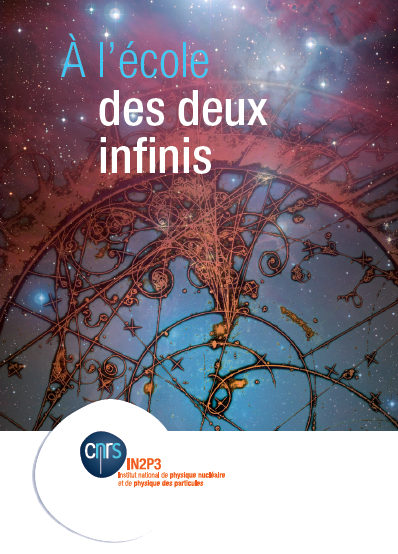 À l'école
des deux
infinis
cnrs
IN2P3
Institut national de physique nucléaire
et de physique des particules